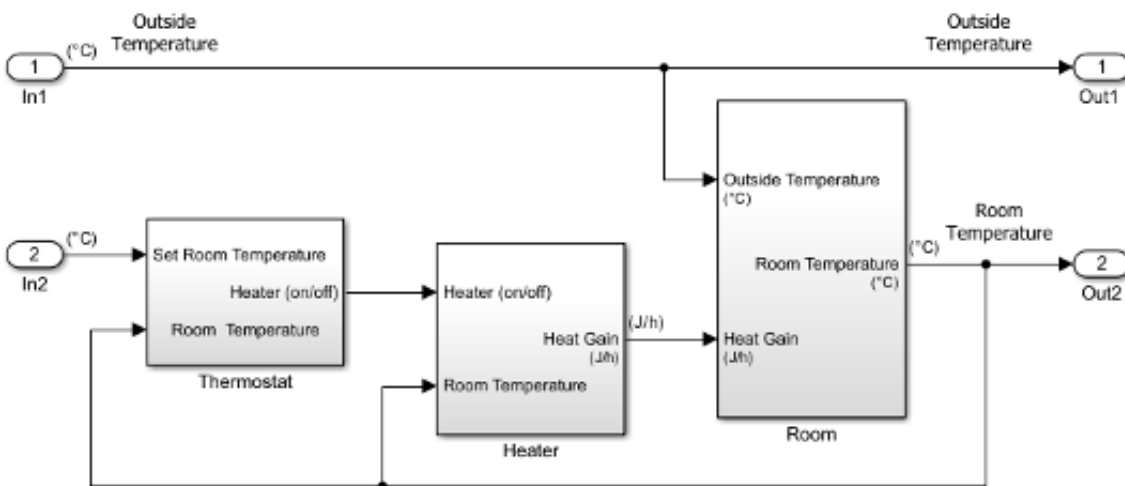 Outside
Temperature
Outside
Temperature
(°C)
1
In1
1
Out1
Outside Temperature
(°C)
Room
Temperature
2
(°C)
In2
Set Room Temperature
Heater (on/off)
Room Temperature
Thermostat
Heater (on/off)
Heat Gain
(J/h)
Room Temperature
Heater
(J/h)
Room Temperature
(°C)
Heat Gain
(J/h)
Room
(°C)
2
Out2